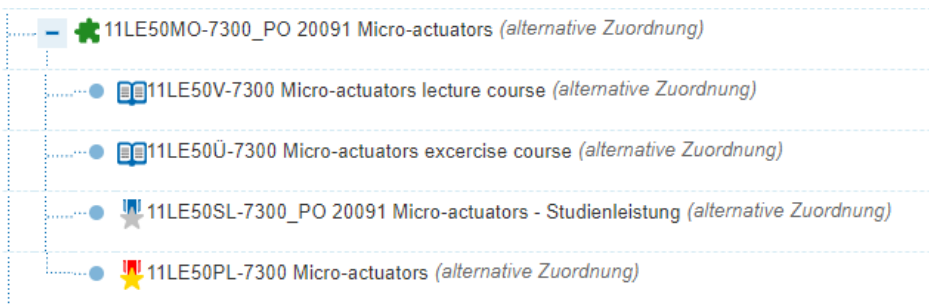 11LE50MO-7300_PO 20091 Micro-actuators (alternative Zuordnung)
11LE50V-7300 Micro-actuators lecture course (alternative Zuordnung)
11LE50Ü-7300 Micro-actuators excercise course (alternative Zuordnung)
11LE50SL-7300_PO 20091 Micro-actuators - Studienleistung (alternative Zuordnung)
11LE50PL-7300 Micro-actuators (alternative Zuordnung)